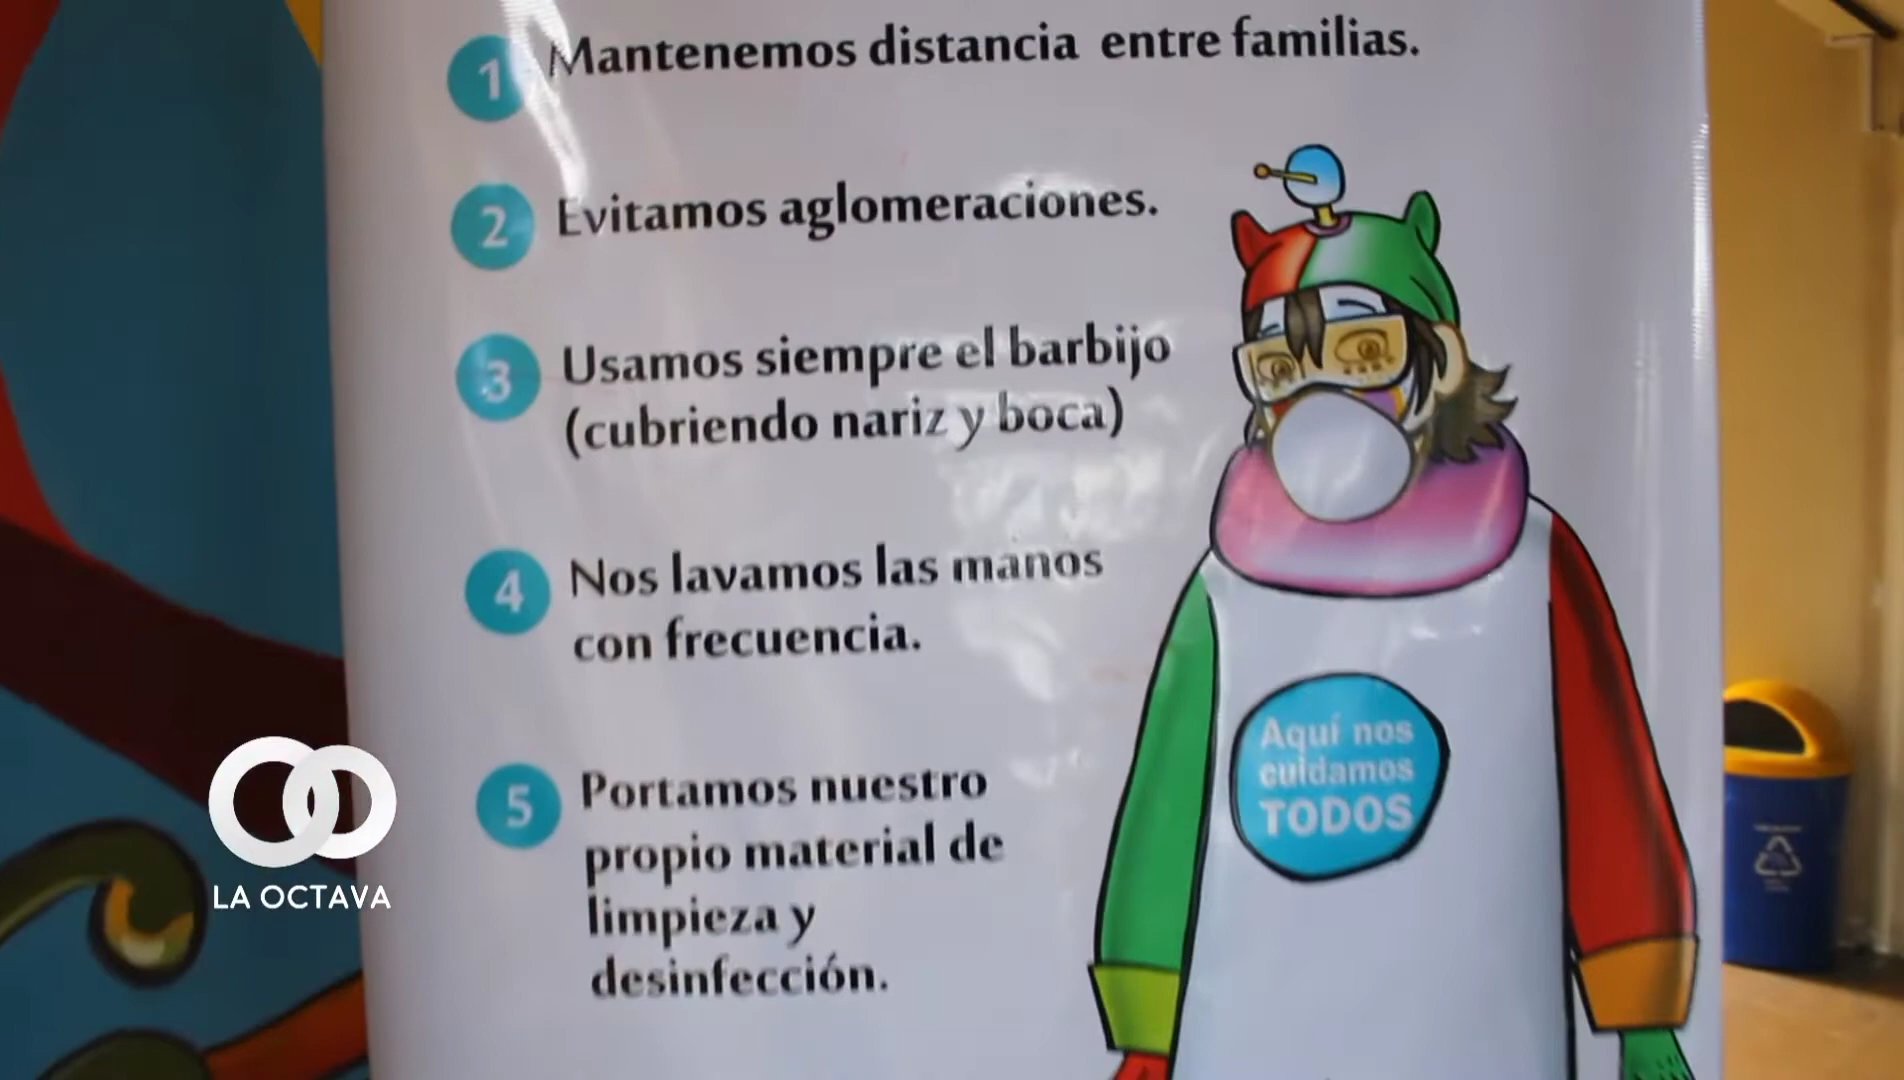 1 Mantenemos distancia entre familias.
2 Evitamos aglomeraciones.
3 Usamos siempre el barbijo
(cubriendo nariz y boca)
4 Nos lavamos las manos
con frecuencia.
5 Portamos nuestro
propio material de
limpieza y
desinfección.
Aquí nos
cuidamos
TODOS
LA OCTAVA